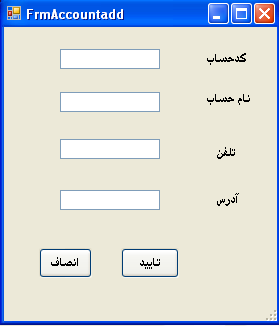 FrmAccountadd
کدحساب
نام حساب
تلفن
آدرس
تایید انصاف